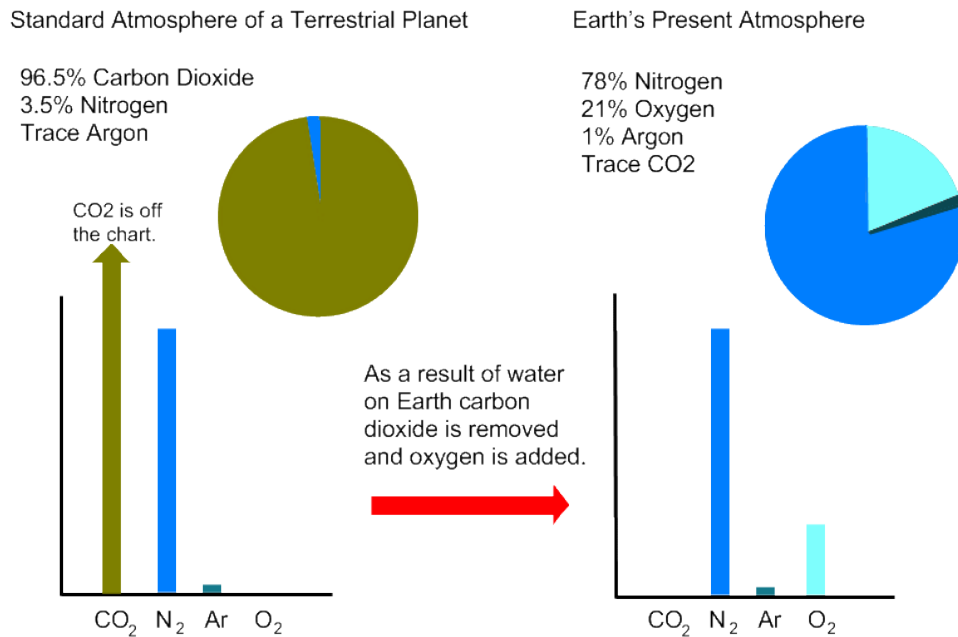 Standard Atmosphere of a Terrestrial Planet
96.5% Carbon Dioxide
3.5% Nitrogen
Trace Argon
CO2 is off
the chart.
CO₂ N₂ Ar O₂
As a result of water
on Earth carbon
dioxide is removed
and oxygen is added.
Earth's Present Atmosphere
78% Nitrogen
21% Oxygen
1% Argon
Trace CO2
CO₂ N₂ Ar O₂